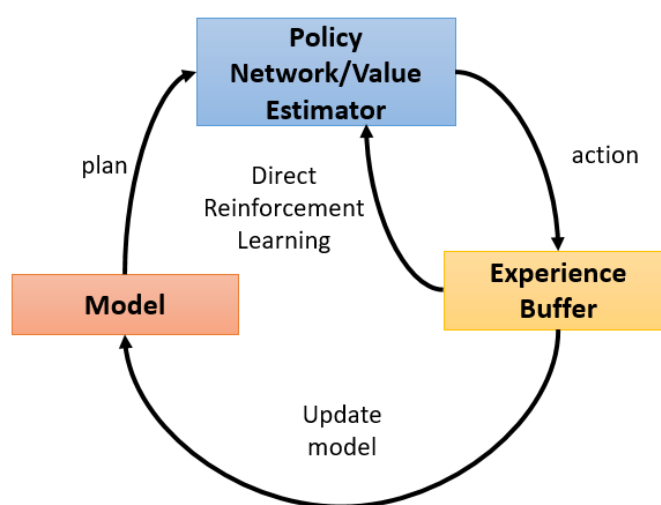 Policy
Network/Value
Estimator
plan
action
Direct
Reinforcement
Learning
Model
Experience
Buffer
Update
model